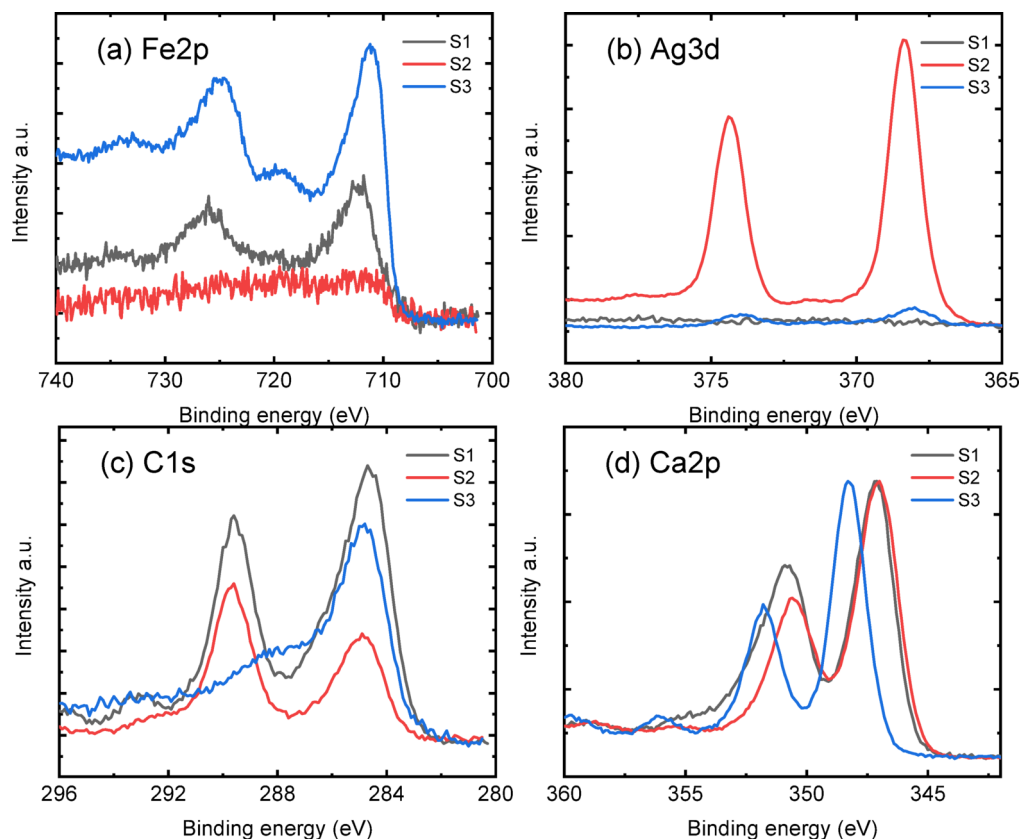 (a) Fe2p
S1
S2
S3
Intensity a.u.
740 730 720 710 700
Binding energy (eV)
(b) Ag3d
S1
S2
S3
Intensity a.u.
380 375 370 365
Binding energy (eV)
(c) C1s
S1
S2
S3
Intensity a.u.
296 292 288 284 280
Binding energy (eV)
(d) Ca2p
S1
S2
S3
Intensity a.u.
360 355 350 345
Binding energy (eV)